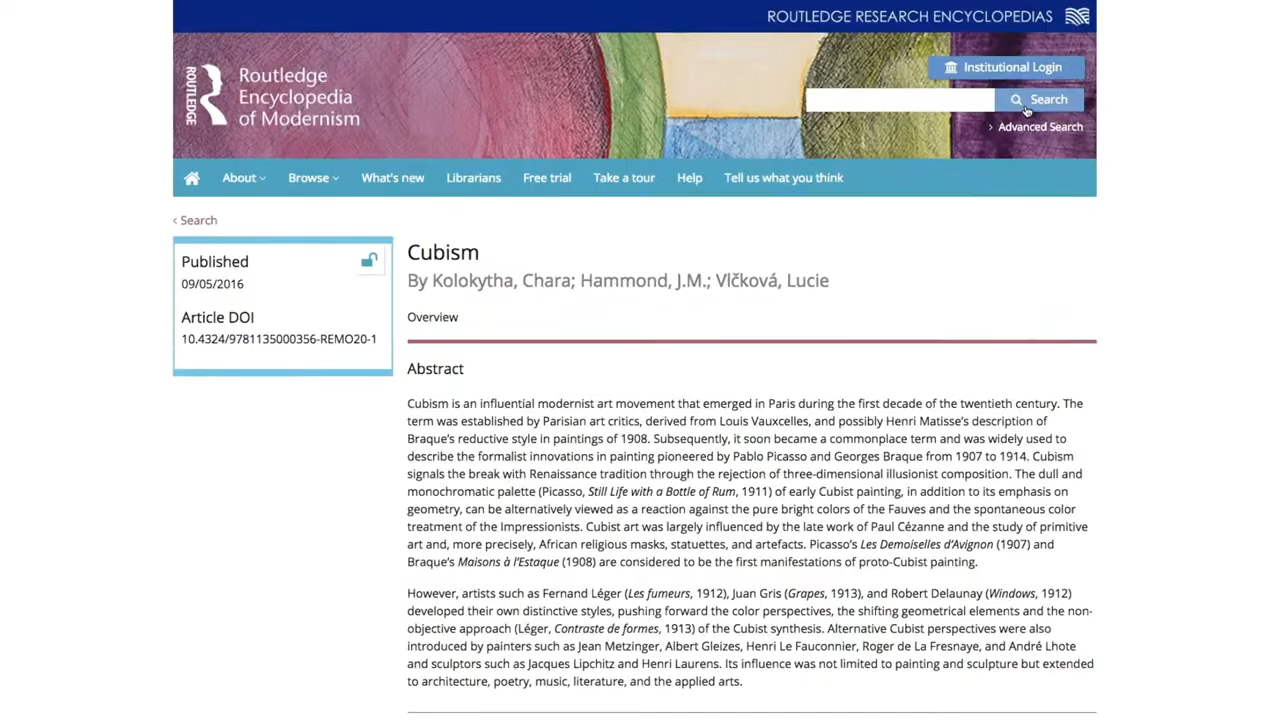 ROUTLEDGE RESEARCH ENCYCLOPEDIAS
ROUTLEDGE
Routledge
Encyclopedia
of Modernism
Institutional Login
Search
› Advanced Search
About
Browse
What's new
Librarians
Free trial
Take a tour
Help
Tell us what you think
‹ Search
Published
09/05/2016
Article DOI
10.4324/9781135000356-REMO20-1
Cubism
By Kolokytha, Chara; Hammond, J.M.; Vlčková, Lucie
Overview
Abstract
Cubism is an influential modernist art movement that emerged in Paris during the first decade of the twentieth century. The
term was established by Parisian art critics, derived from Louis Vauxcelles, and possibly Henri Matisse's description of
Braque's reductive style in paintings of 1908. Subsequently, it soon became a commonplace term and was widely used to
describe the formalist innovations in painting pioneered by Pablo Picasso and Georges Braque from 1907 to 1914. Cubism
signals the break with Renaissance tradition through the rejection of three-dimensional illusionist composition. The dull and
monochromatic palette (Picasso, Still Life with a Bottle of Rum, 1911) of early Cubist painting, in addition to its emphasis on
geometry, can be alternatively viewed as a reaction against the pure bright colors of the Fauves and the spontaneous color
treatment of the Impressionists. Cubist art was largely influenced by the late work of Paul Cézanne and the study of primitive
art and, more precisely, African religious masks, statuettes, and artefacts. Picasso's Les Demoiselles d'Avignon (1907) and
Braque's Maisons à l'Estaque (1908) are considered to be the first manifestations of proto-Cubist painting.
However, artists such as Fernand Léger (Les fumeurs, 1912), Juan Gris (Grapes, 1913), and Robert Delaunay (Windows, 1912)
developed their own distinctive styles, pushing forward the color perspectives, the shifting geometrical elements and the non-
objective approach (Léger, Contraste de formes, 1913) of the Cubist synthesis. Alternative Cubist perspectives were also
introduced by painters such as Jean Metzinger, Albert Gleizes, Henri Le Fauconnier, Roger de La Fresnaye, and André Lhote
and sculptors such as Jacques Lipchitz and Henri Laurens. Its influence was not limited to painting and sculpture but extended
to architecture, poetry, music, literature, and the applied arts.